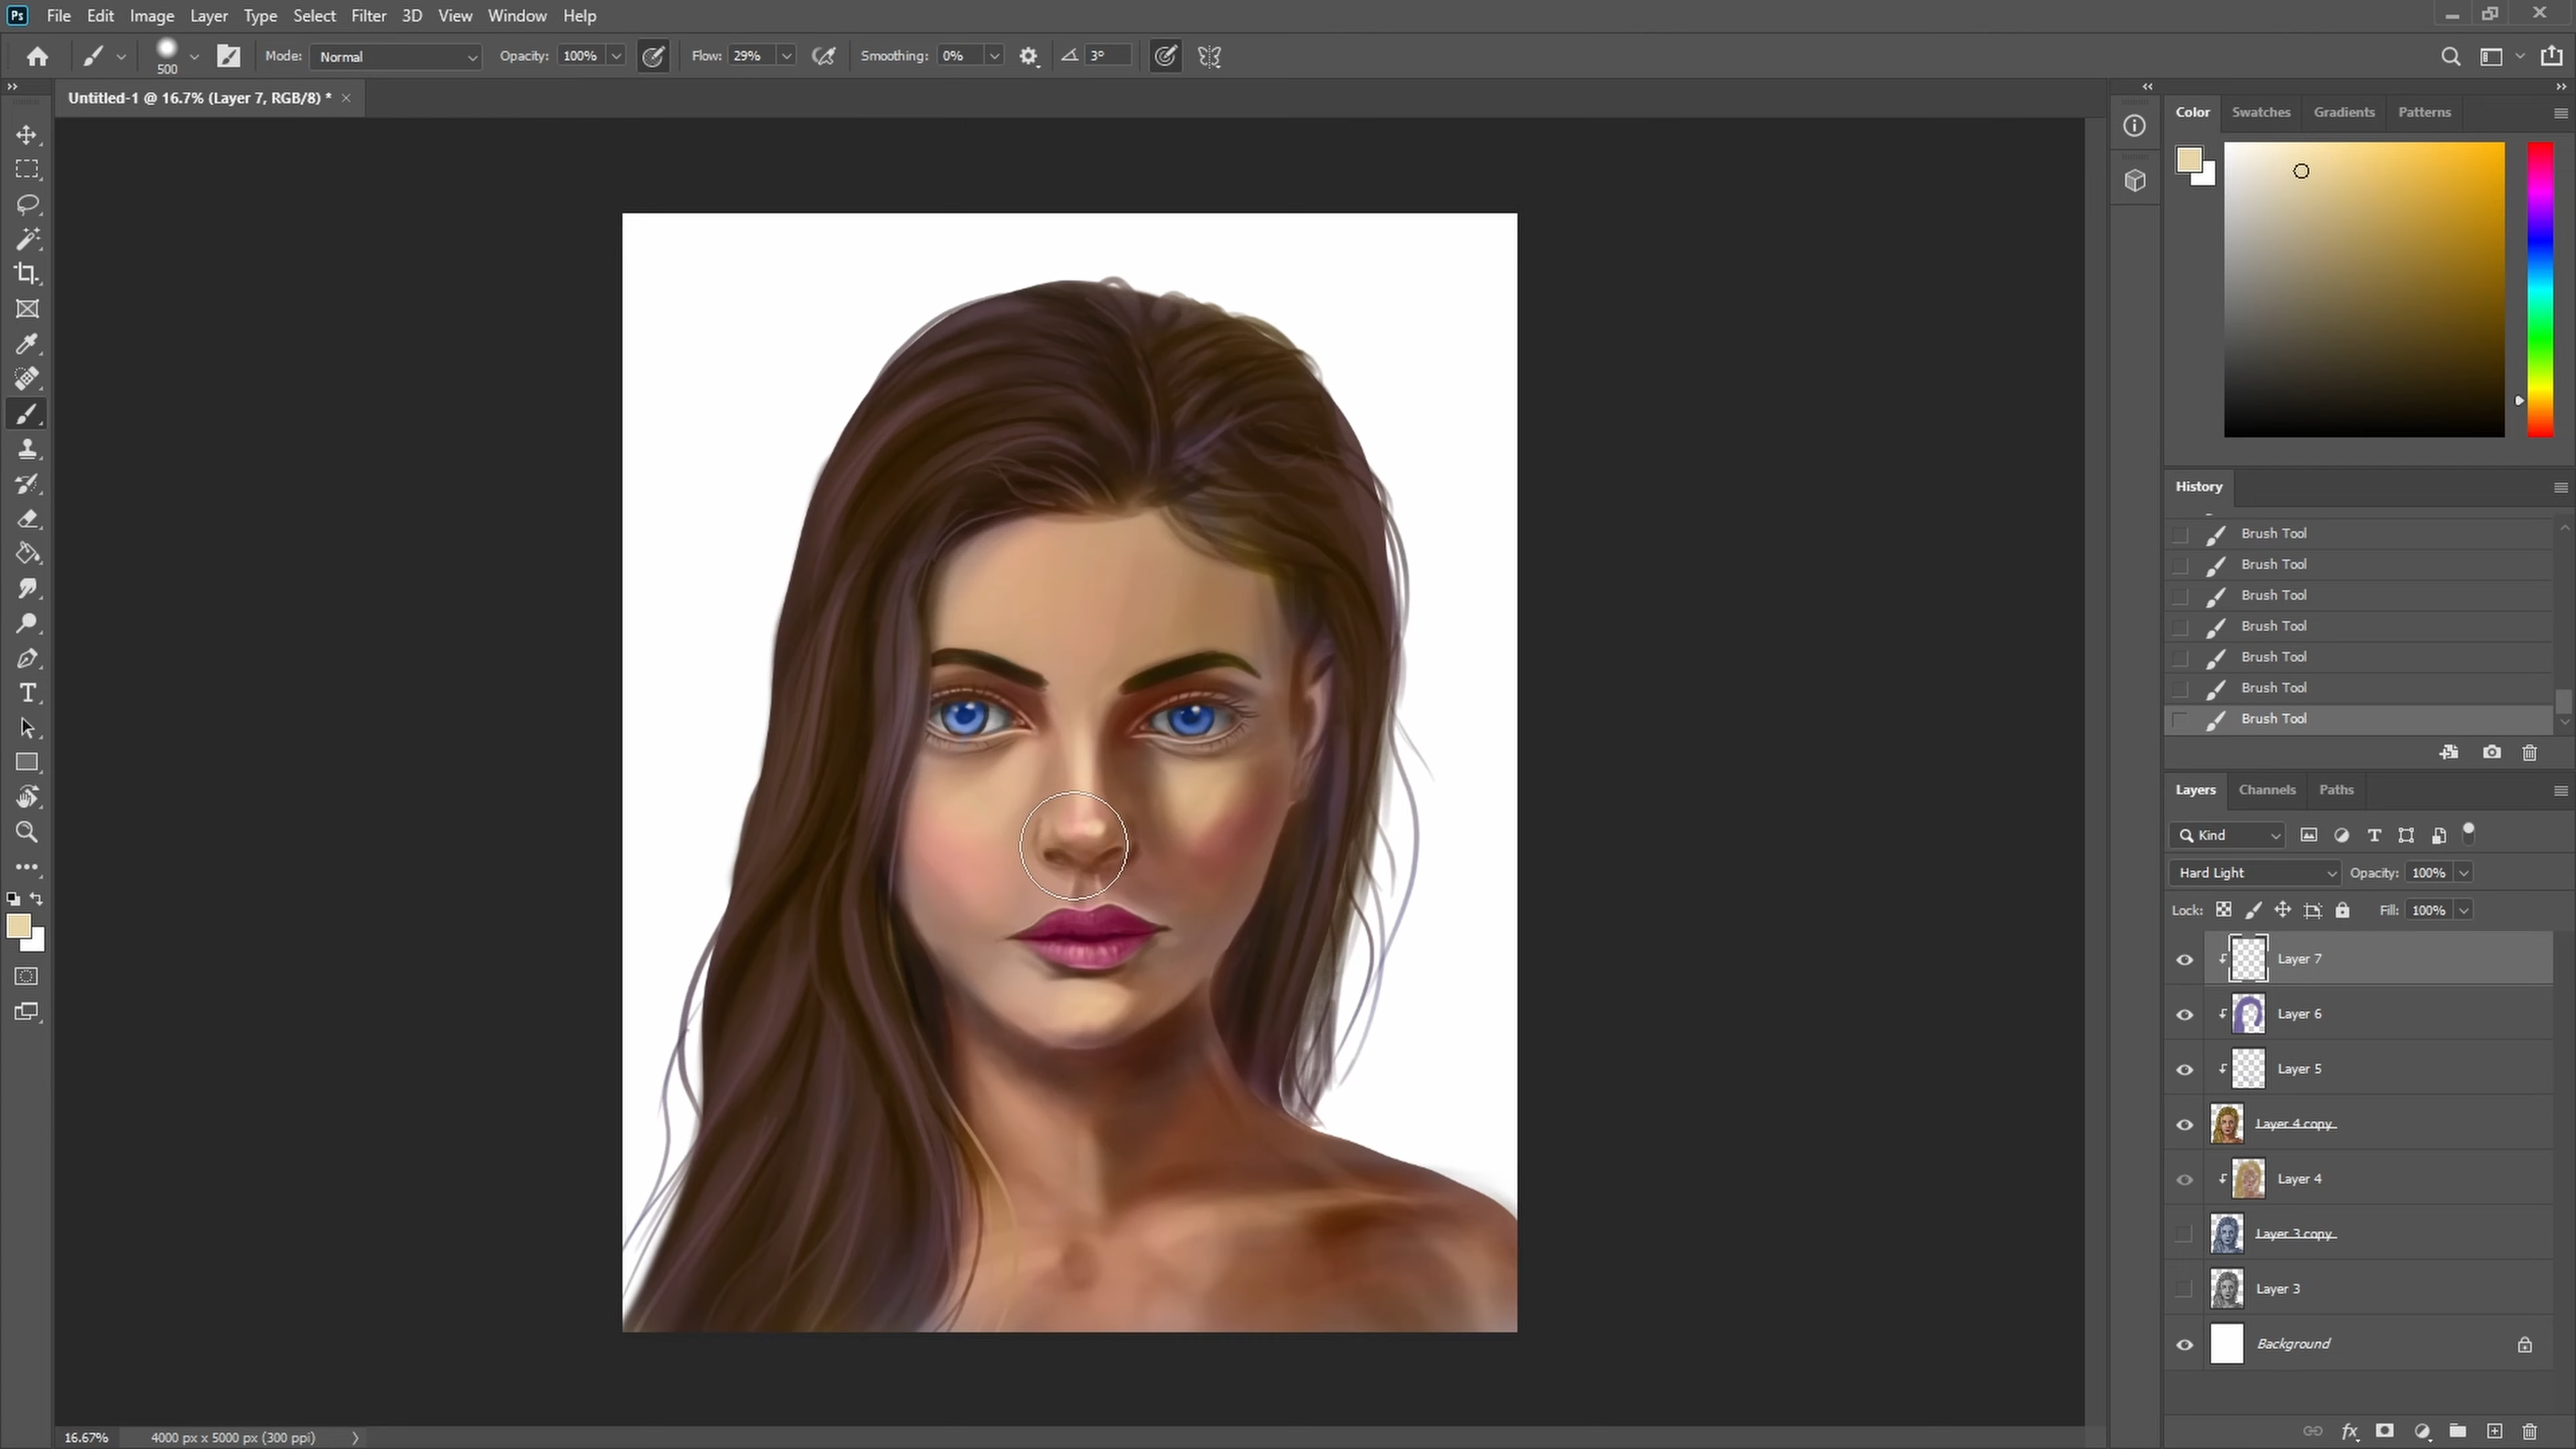 Ps File Edit Image Layer Type Select Filter 3D View Window Help
500 Mode: Normal Opacity: 100% Flow: 29% Smoothing: 0% 3°
Untitled-1 @ 16.7% (Layer 7, RGB/8) *
Color Swatches Gradients Patterns
History
Brush Tool
Brush Tool
Brush Tool
Brush Tool
Brush Tool
Brush Tool
Brush Tool
Layers Channels Paths
Kind
Hard Light Opacity: 100%
Lock: Fill: 100%
Layer 7
Layer 6
Layer 5
Layer 4 copy
Layer 4
Layer 3 copy
Layer 3
Background
16.67% 4000 px x 5000 px (300 ppi)